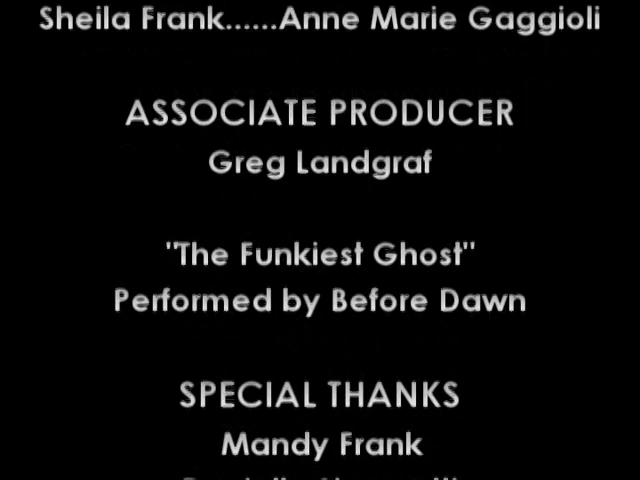 Sheila Frank......Anne Marie Gaggioli
ASSOCIATE PRODUCER
Greg Landgraf
"The Funkiest Ghost"
Performed by Before Dawn
SPECIAL THANKS
Mandy Frank